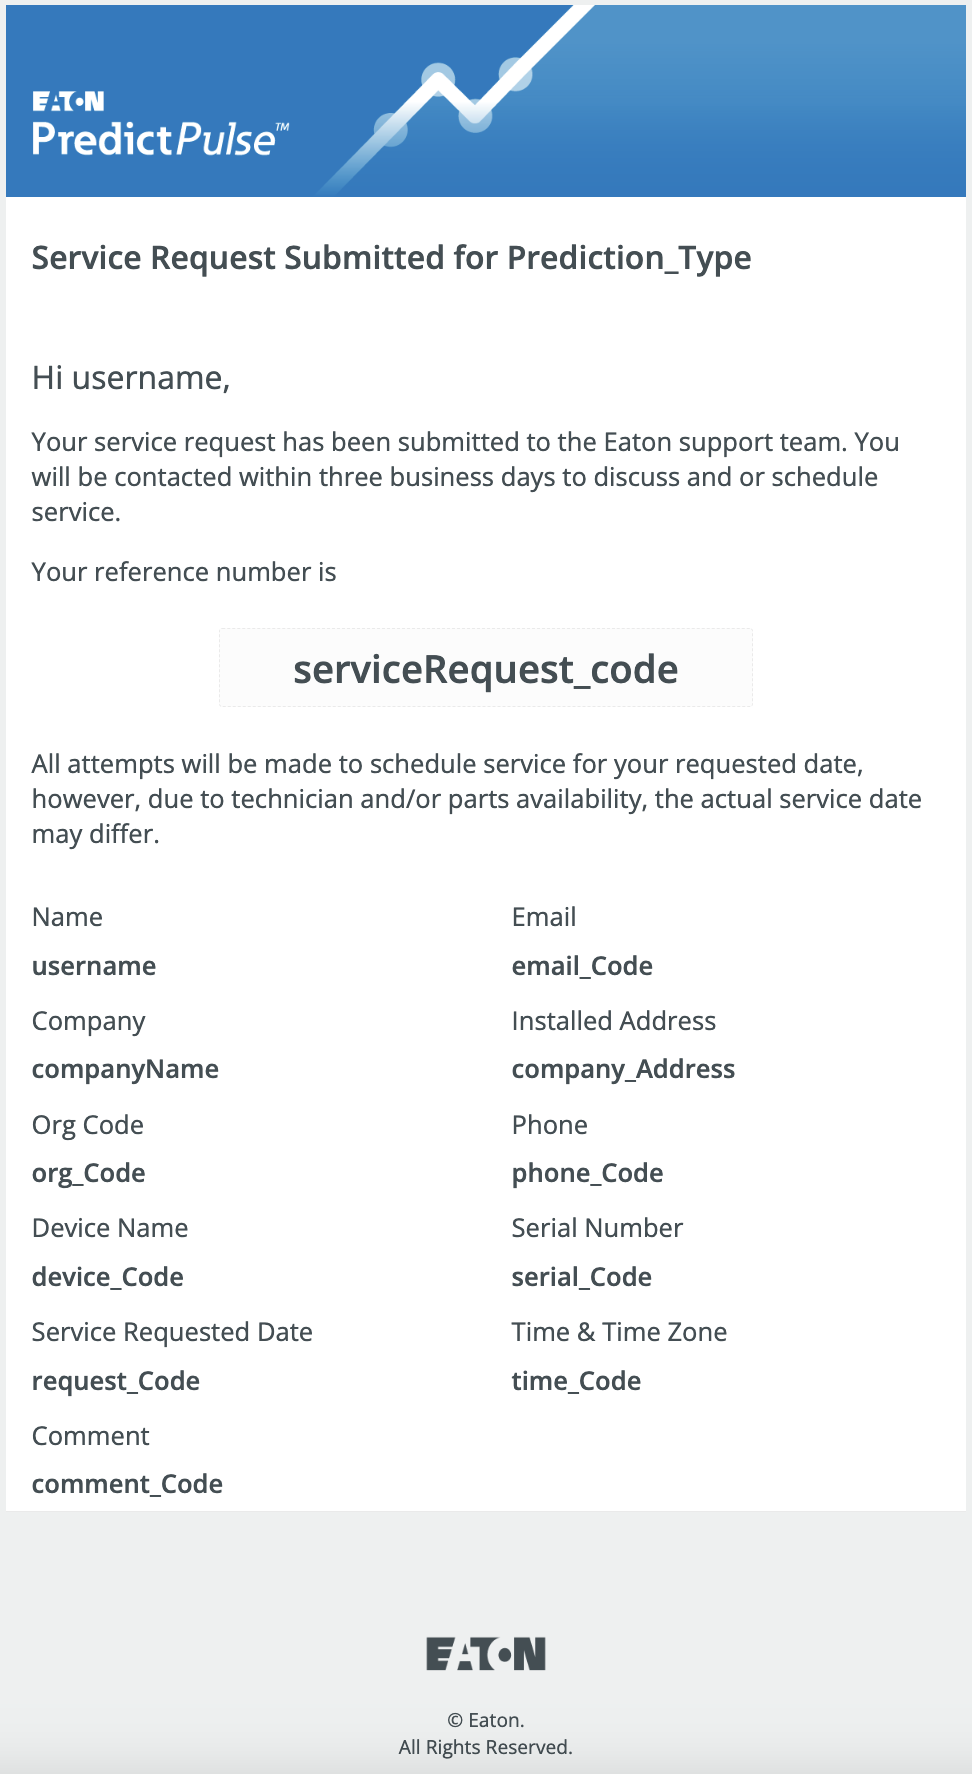 EATON
PredictPulse™
Service Request Submitted for Prediction_Type
Hi username,
Your service request has been submitted to the Eaton support team. You
will be contacted within three business days to discuss and or schedule
service.
Your reference number is
serviceRequest_code
All attempts will be made to schedule service for your requested date,
however, due to technician and/or parts availability, the actual service date
may differ.
Name
username
Email
email_Code
Company
companyName
Installed Address
company_Address
Org Code
org_Code
Phone
phone_Code
Device Name
device_Code
Serial Number
serial_Code
Service Requested Date
request_Code
Time & Time Zone
time_Code
Comment
comment_Code
EATON
© Eaton.
All Rights Reserved.